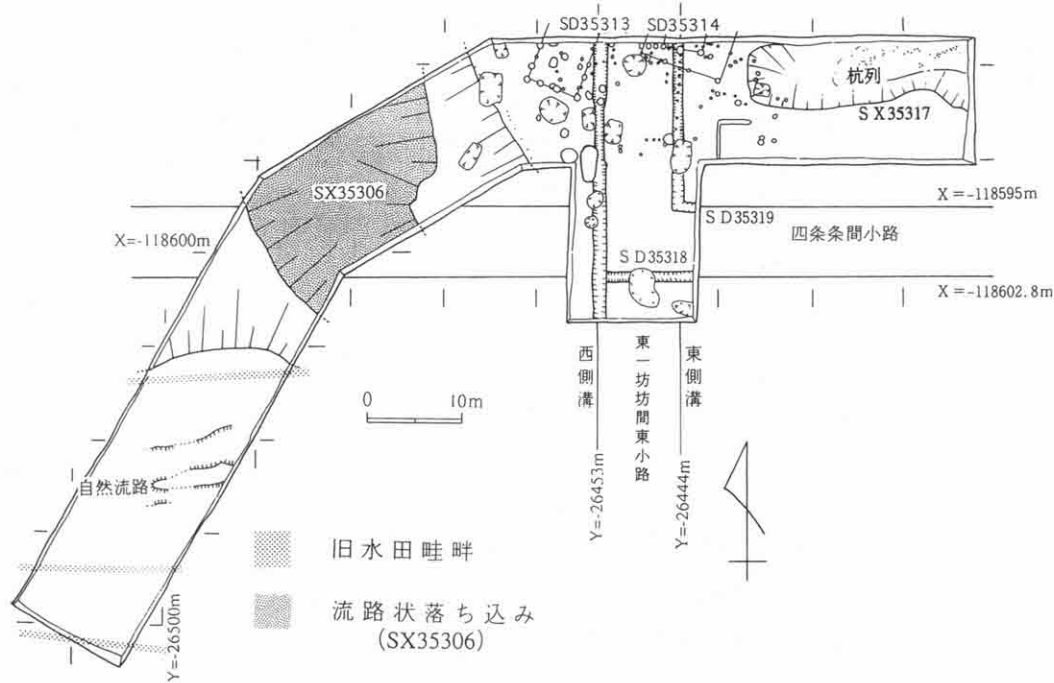 SD35313
SD35314
杭列
SX35317
SX35306
X=-118595m
SD35319
X=-118600m
四条条間小路
SD35318
X=-118602.8m
西側溝
東一坊坊間東小路
東側溝
0 10m
Y=-26453m
Y=-26444m
自然流路
旧水田畦畔
流路状落ち込み
(SX35306)
Y=-26500m